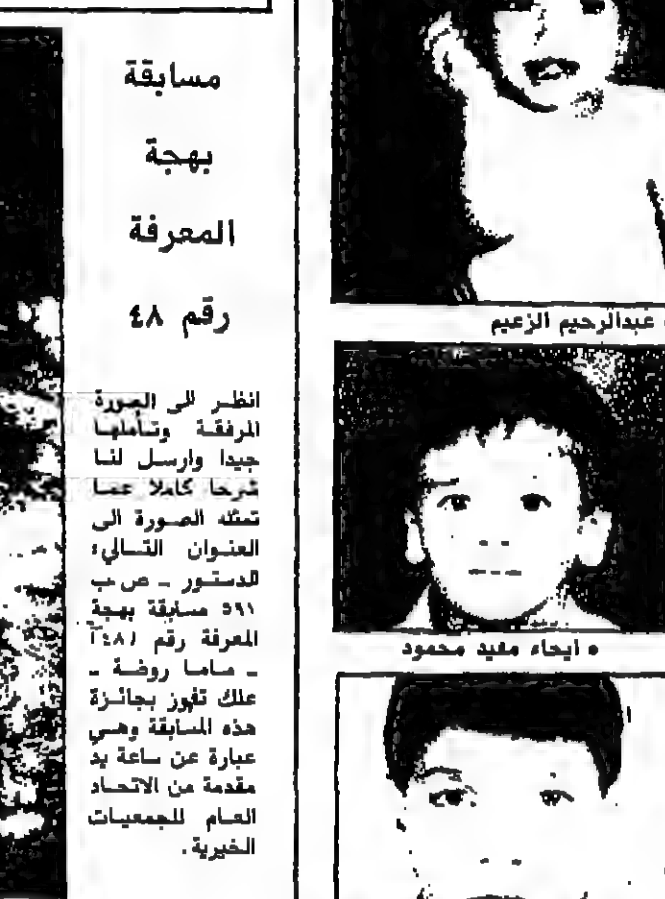 مسابقة
بهجة
المعرفة
رقم ٤٨
انظر الى الصورة
المرفقة وتأملها
جيدا وارسل لنا
شرحا كاملا عما
تمثله الصورة الى
العنوان التالي:
الدستور ـ ص ب
٥٩١ مسابقة بهجة
المعرفة رقم (٤٨)
ـ ماما روضة ـ
علك تفوز بجائزة
هذه المسابقة وهي
عبارة عن ساعة يد
مقدمة من الاتحاد
العام للجمعيات
الخيرية.
عبدالرحيم الزعيم
ايحاء مفيد محمود